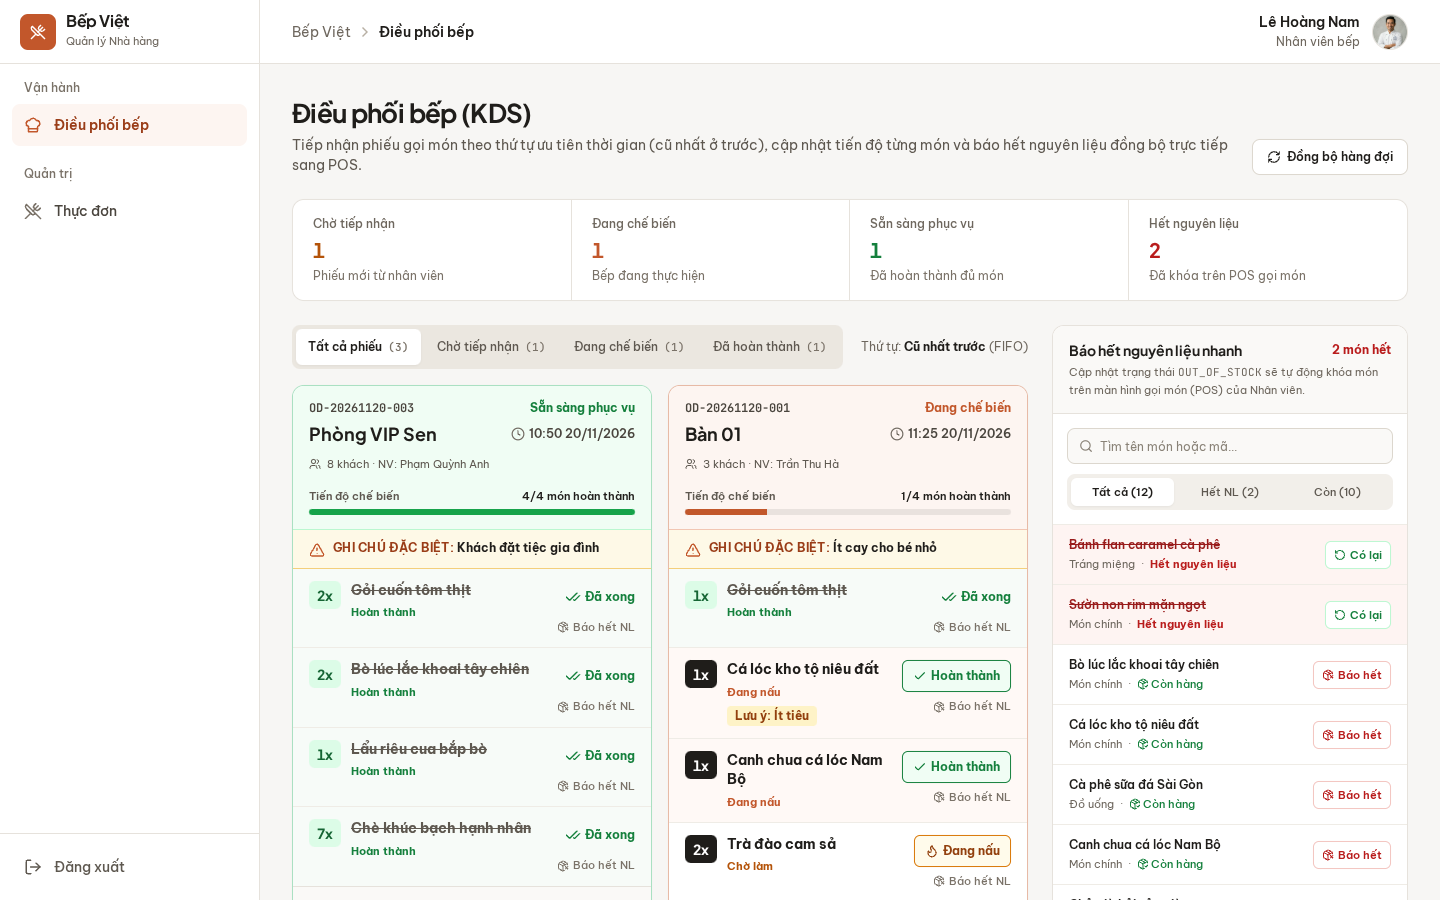 Bếp Việt
Quản lý Nhà hàng
Vận hành
Điều phối bếp
Quản trị
Thực đơn
Đăng xuất
Bếp Việt
Điều phối bếp
Lê Hoàng Nam
Nhân viên bếp
Điều phối bếp (KDS)
Tiếp nhận phiếu gọi món theo thứ tự ưu tiên thời gian (cũ nhất ở trước), cập nhật tiến độ từng món và báo hết nguyên liệu đồng bộ trực tiếp
sang POS.
Đồng bộ hàng đợi
Chờ tiếp nhận
1
Phiếu mới từ nhân viên
Đang chế biến
1
Bếp đang thực hiện
Sẵn sàng phục vụ
1
Đã hoàn thành đủ món
Hết nguyên liệu
2
Đã khóa trên POS gọi món
Tất cả phiếu (3)
Chờ tiếp nhận (1)
Đang chế biến (1)
Đã hoàn thành (1)
Thứ tự: Cũ nhất trước (FIFO)
OD-20261120-003
Sẵn sàng phục vụ
Phòng VIP Sen
10:50 20/11/2026
8 khách · NV: Phạm Quỳnh Anh
Tiến độ chế biến
4/4 món hoàn thành
GHI CHÚ ĐẶC BIỆT: Khách đặt tiệc gia đình
2x
Gỏi cuốn tôm thịt
Hoàn thành
Đã xong
Báo hết NL
2x
Bò lúc lắc khoai tây chiên
Hoàn thành
Đã xong
Báo hết NL
1x
Lẩu riêu cua bắp bò
Hoàn thành
Đã xong
Báo hết NL
7x
Chè khúc bạch hạnh nhân
Hoàn thành
Đã xong
Báo hết NL
OD-20261120-001
Đang chế biến
Bàn 01
11:25 20/11/2026
3 khách · NV: Trần Thu Hà
Tiến độ chế biến
1/4 món hoàn thành
GHI CHÚ ĐẶC BIỆT: Ít cay cho bé nhỏ
1x
Gỏi cuốn tôm thịt
Hoàn thành
Đã xong
Báo hết NL
1x
Cá lóc kho tộ niêu đất
Đang nấu
Lưu ý: Ít tiêu
Hoàn thành
Báo hết NL
1x
Canh chua cá lóc Nam
Bộ
Đang nấu
Hoàn thành
Báo hết NL
2x
Trà đào cam sả
Chờ làm
Đang nấu
Báo hết NL
Báo hết nguyên liệu nhanh
2 món hết
Cập nhật trạng thái OUT_OF_STOCK sẽ tự động khóa món
trên màn hình gọi món (POS) của Nhân viên.
Tìm tên món hoặc mã...
Tất cả (12)
Hết NL (2)
Còn (10)
Bánh flan caramel cà phê
Tráng miệng · Hết nguyên liệu
Có lại
Sườn non rim mặn ngọt
Món chính · Hết nguyên liệu
Có lại
Bò lúc lắc khoai tây chiên
Món chính · Còn hàng
Báo hết
Cá lóc kho tộ niêu đất
Món chính · Còn hàng
Báo hết
Cà phê sữa đá Sài Gòn
Đồ uống · Còn hàng
Báo hết
Canh chua cá lóc Nam Bộ
Món chính · Còn hàng
Báo hết